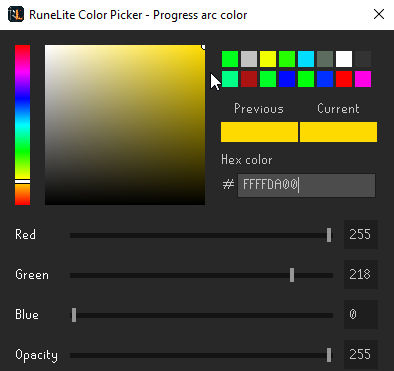 RuneLite Color Picker - Progress arc color
Previous Current
Hex color
# FFFFDA00
Red 255
Green 218
Blue 0
Opacity 255